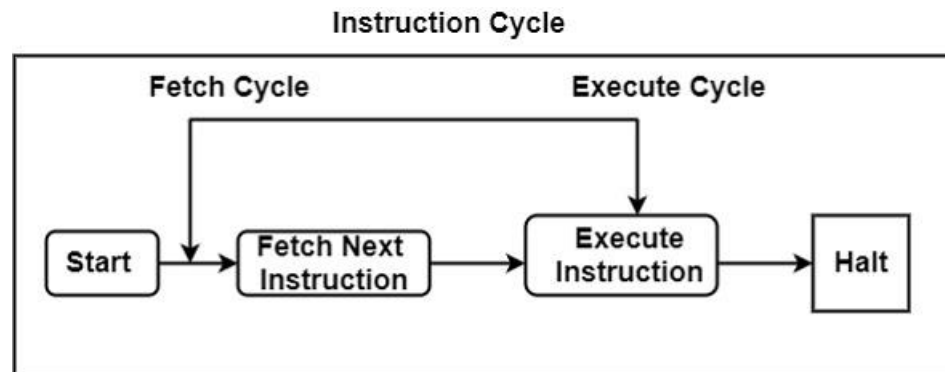 Instruction Cycle
Fetch Cycle
Execute Cycle
Start
Fetch Next
Instruction
Execute
Instruction
Halt